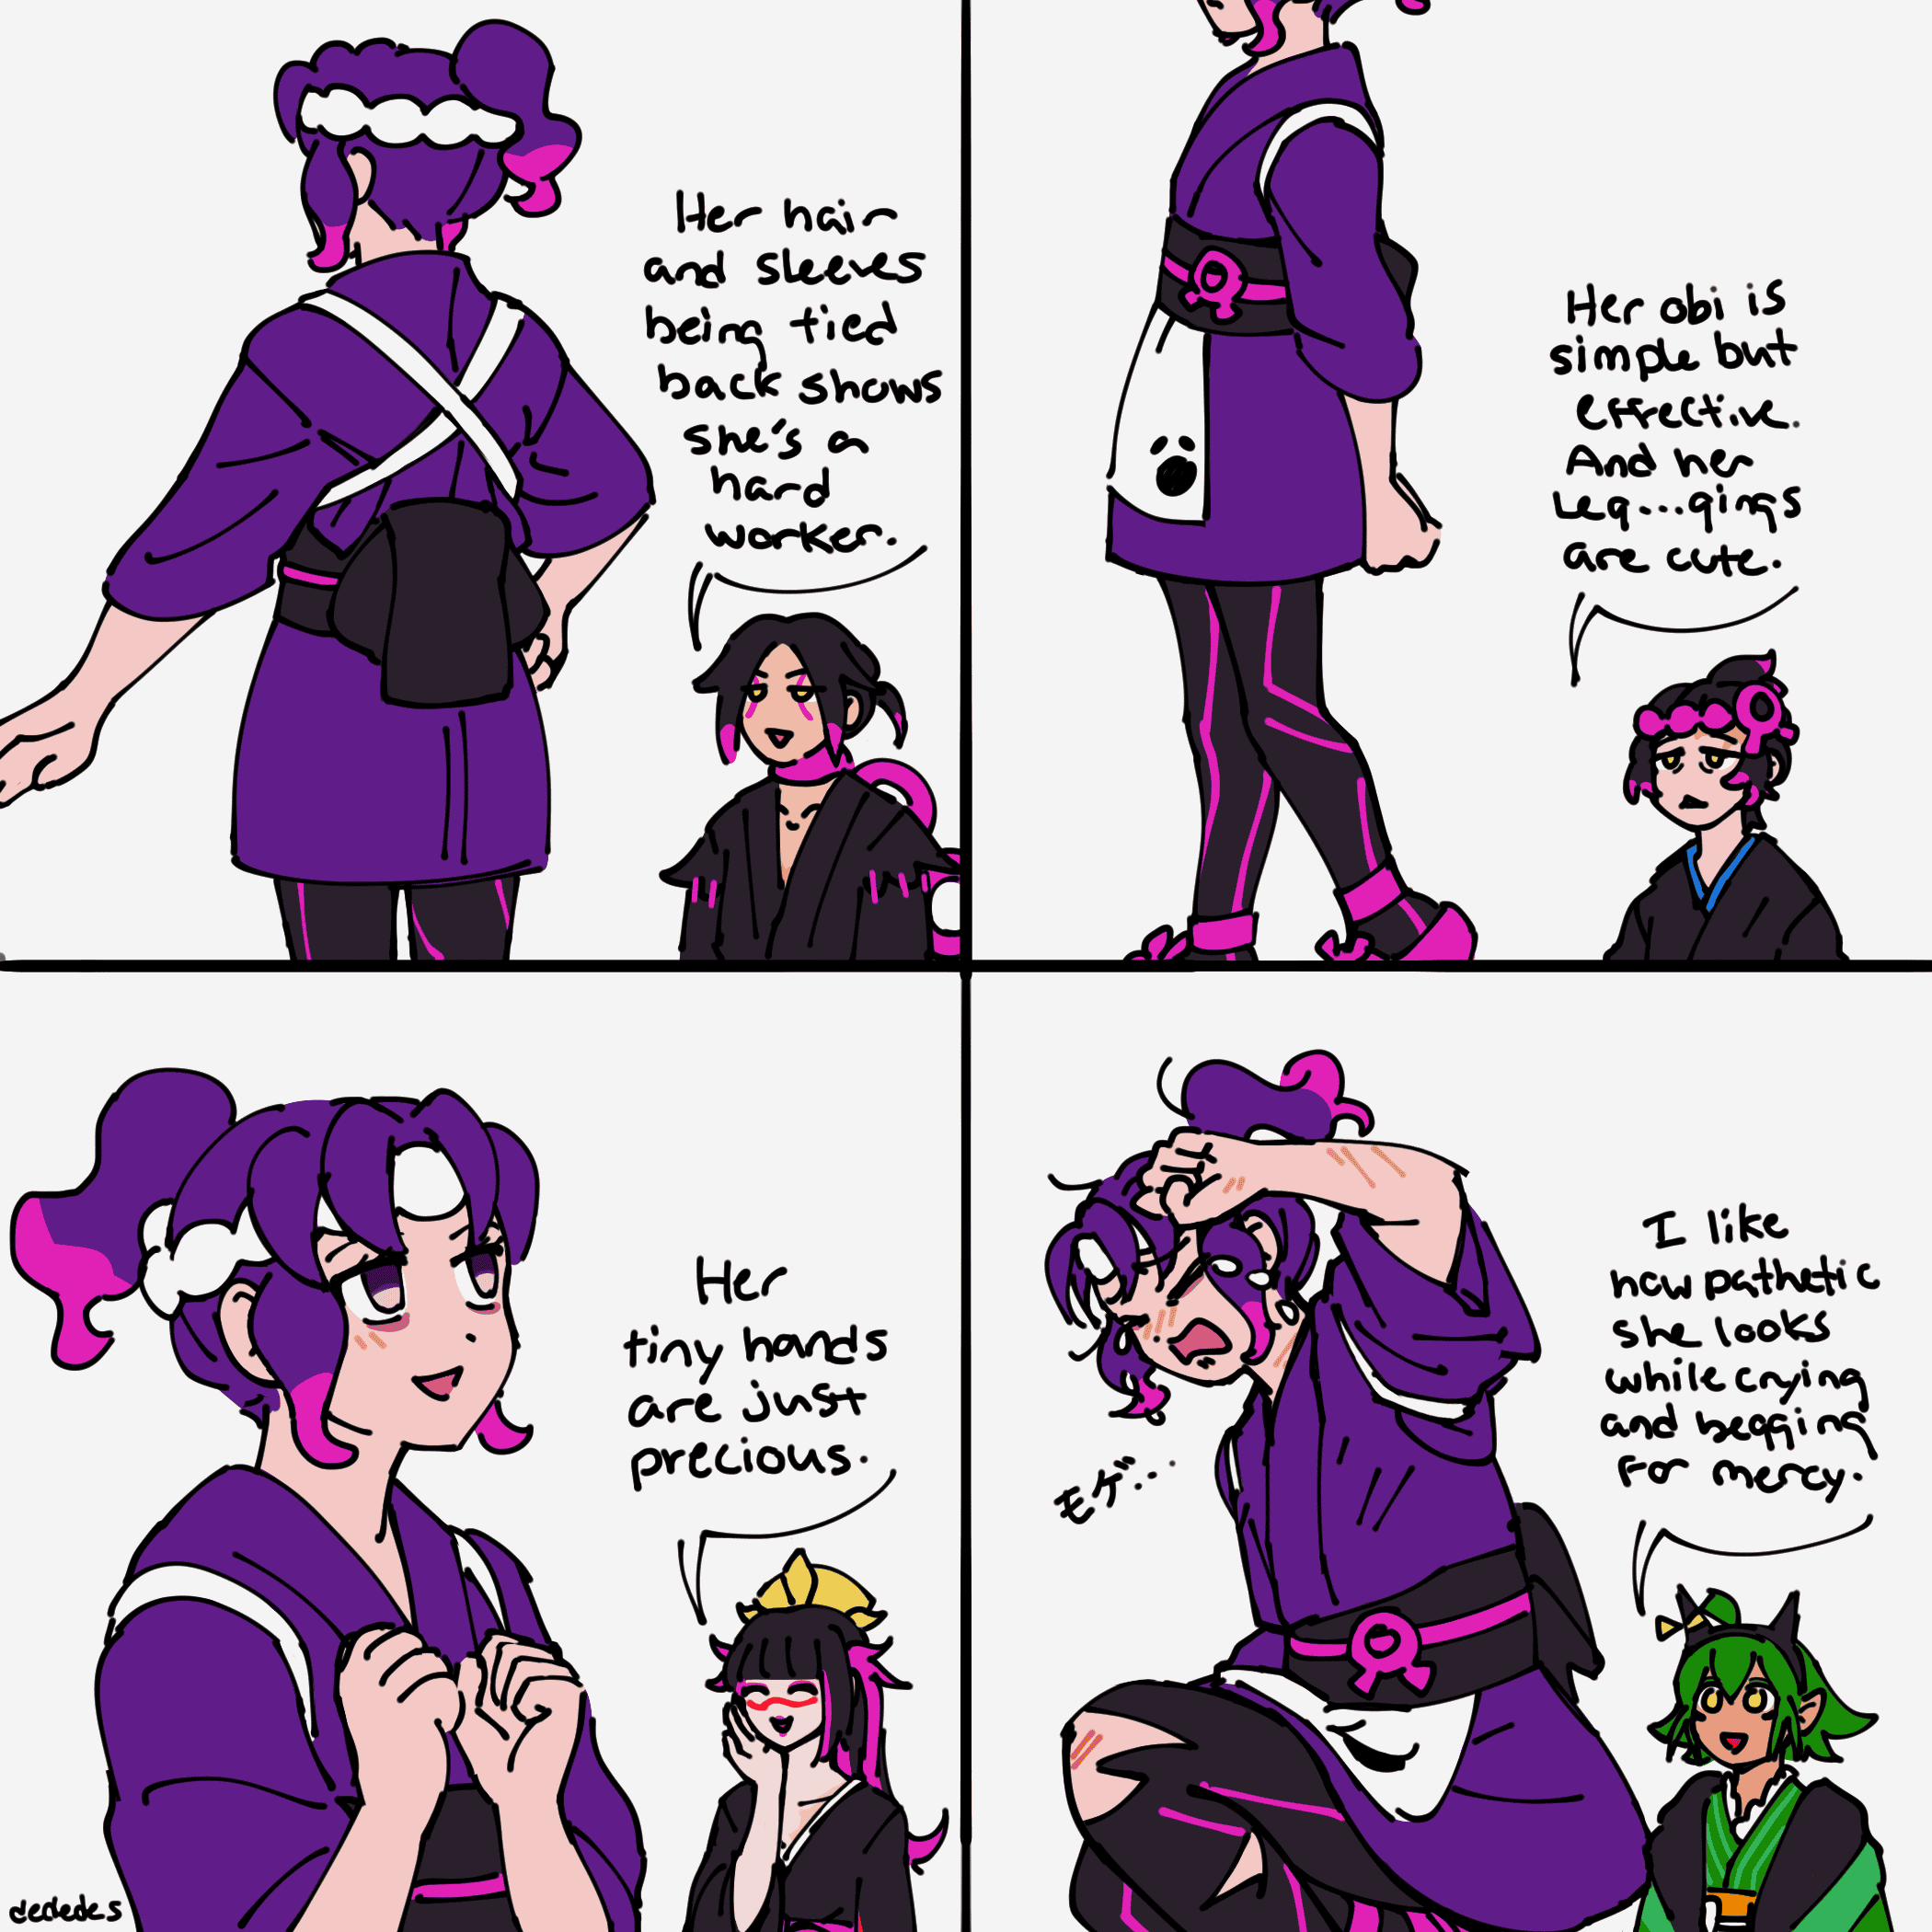 Her hair
and sleeves
being tied
back shows
she's a
hard
worker.
Her obi is
simple but
effective.
And her
leg...gings
are cute.
Her
tiny hands
are just
precious.
dededes
I like
how pathetic
she looks
while crying
and begging
for mercy.
モゲ...